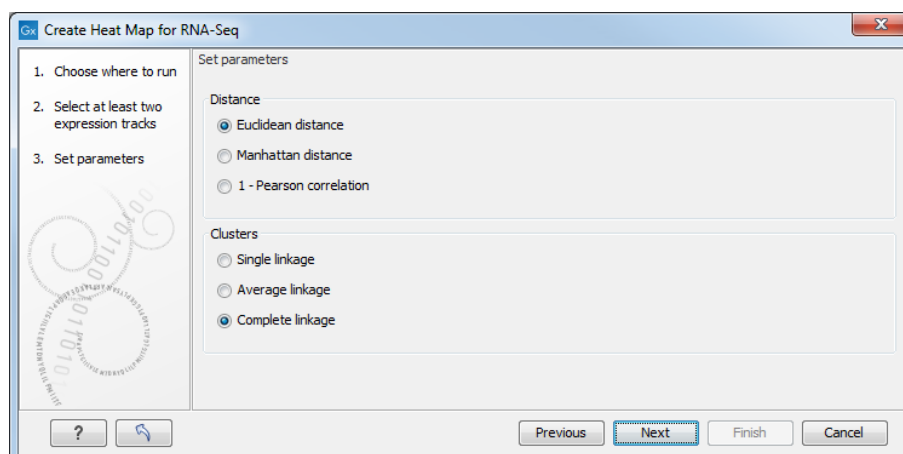 Gx Create Heat Map for RNA-Seq
1. Choose where to run
2. Select at least two
expression tracks
3. Set parameters
Set parameters
Distance
Euclidean distance
Manhattan distance
1 - Pearson correlation
Clusters
Single linkage
Average linkage
Complete linkage
? Previous Next Finish Cancel